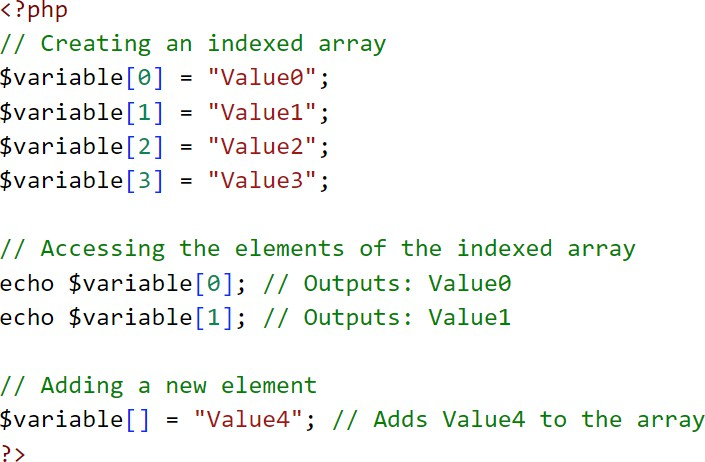 <?php
// Creating an indexed array
$variable[0] = "Value0";
$variable[1] = "Value1";
$variable[2] = "Value2";
$variable[3] = "Value3";
// Accessing the elements of the indexed array
echo $variable[0]; // Outputs: Value0
echo $variable[1]; // Outputs: Value1
// Adding a new element
$variable[] = "Value4"; // Adds Value4 to the array
?>